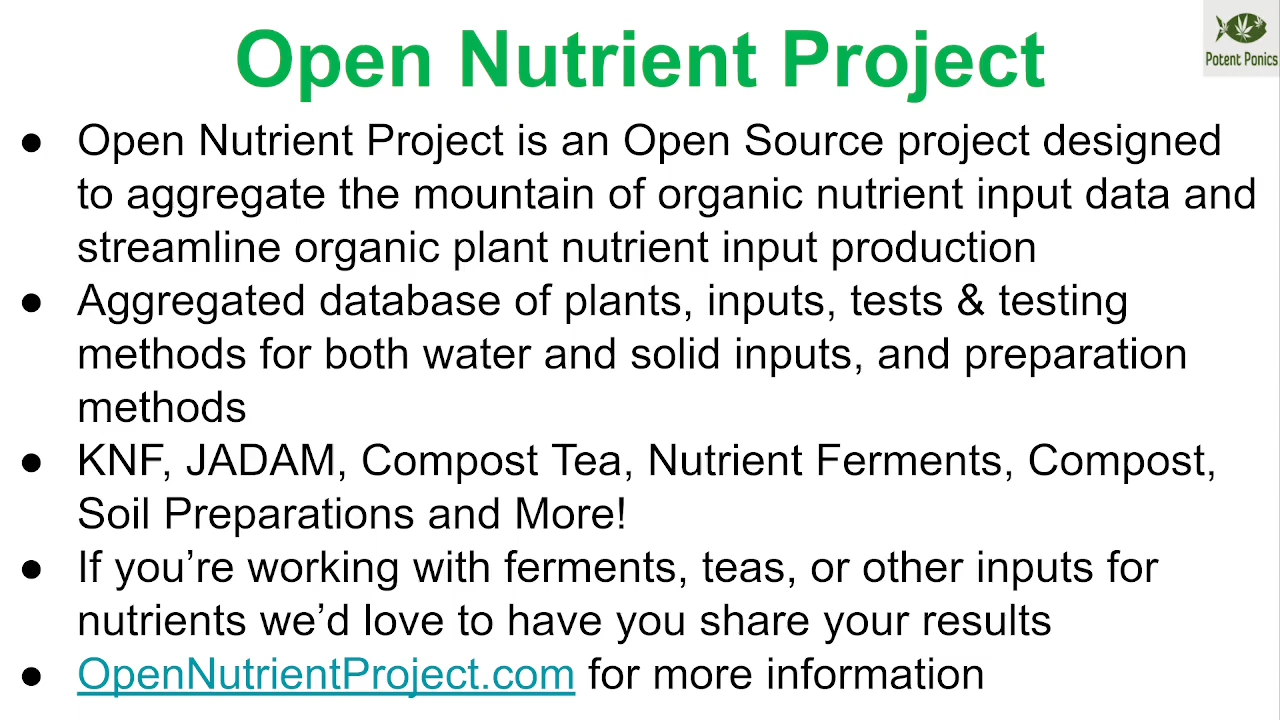 Open Nutrient Project
Potent Ponics
● Open Nutrient Project is an Open Source project designed
to aggregate the mountain of organic nutrient input data and
streamline organic plant nutrient input production
● Aggregated database of plants, inputs, tests & testing
methods for both water and solid inputs, and preparation
methods
● KNF, JADAM, Compost Tea, Nutrient Ferments, Compost,
Soil Preparations and More!
● If you’re working with ferments, teas, or other inputs for
nutrients we’d love to have you share your results
● OpenNutrientProject.com for more information